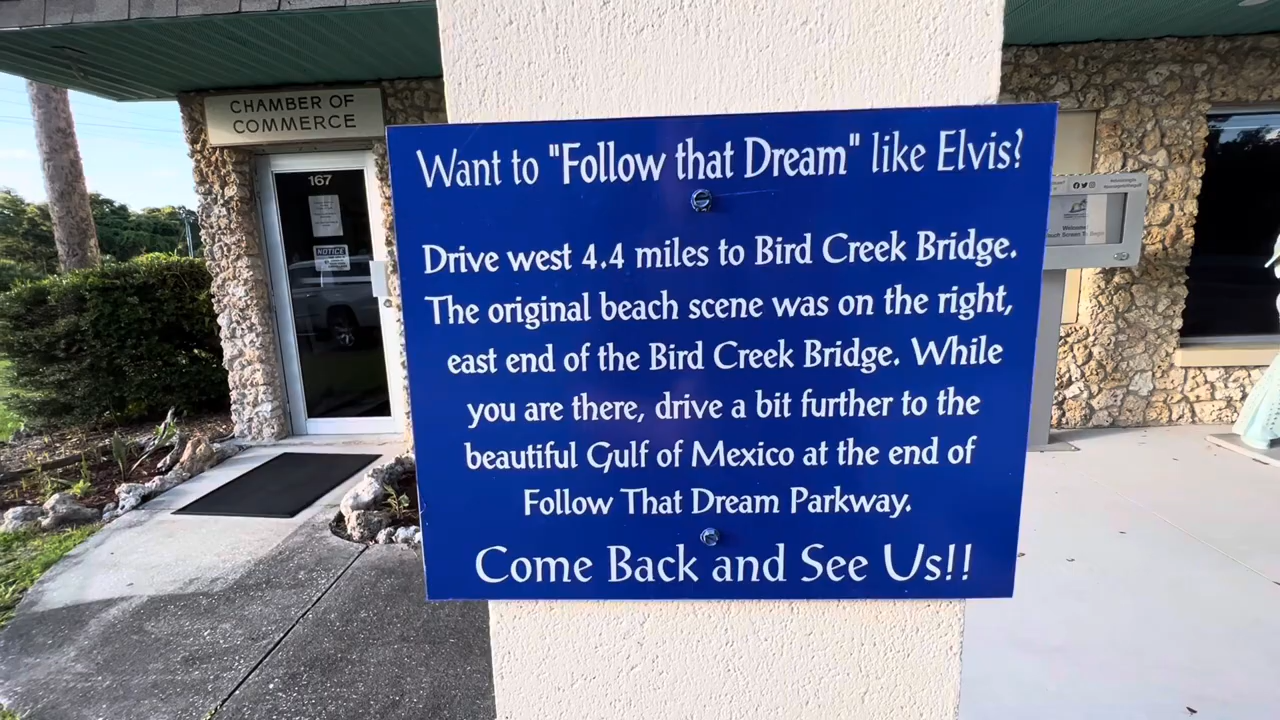 CHAMBER OF
COMMERCE
167
NOTICE
Want to "Follow that Dream" like Elvis?
Drive west 4.4 miles to Bird Creek Bridge.
The original beach scene was on the right,
east end of the Bird Creek Bridge. While
you are there, drive a bit further to the
beautiful Gulf of Mexico at the end of
Follow That Dream Parkway.
Come Back and See Us!!
Welcome